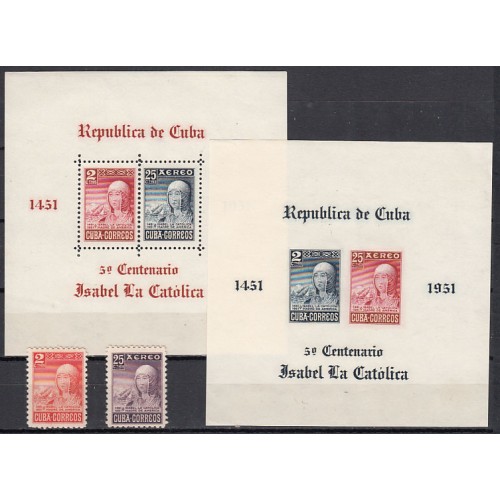 Republica de Cuba
1451
2
25 AEREO
CUBA-CORREOS
CUBA-CORREOS
5º Centenario
Isabel La Católica
Republica de Cuba
1451
2
25 AEREO
1951
CUBA-CORREOS
CUBA-CORREOS
5º Centenario
Isabel La Católica
2
CUBA-CORREOS
25 AEREO
CUBA-CORREOS